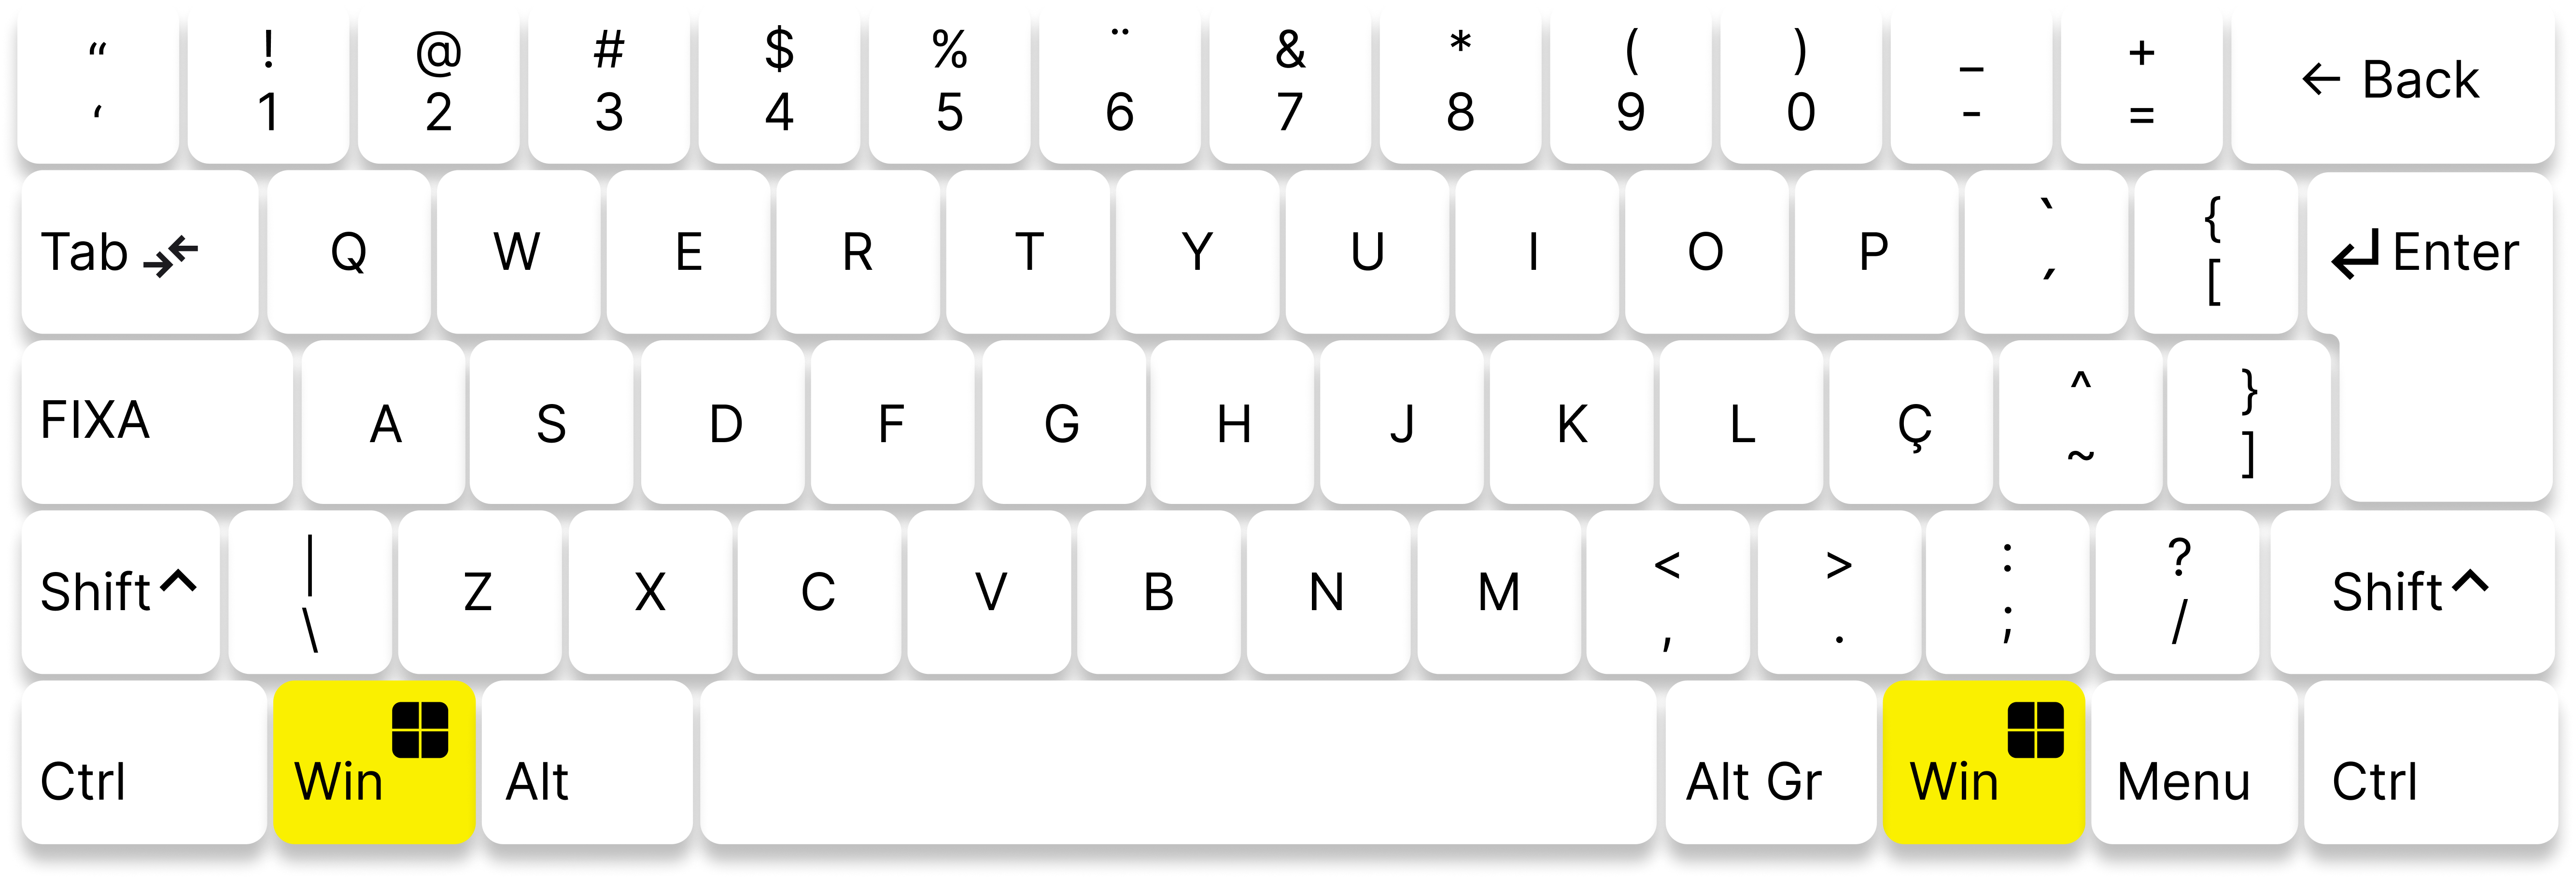 “ ! @ # $ % ¨ & * ( ) _ +
‘ 1 2 3 4 5 6 7 8 9 0 - = ← Back
Tab Q W E R T Y U I O P ` ´ { [ ↵ Enter
FIXA A S D F G H J K L Ç ^ ~ } ]
Shift ^ | \ Z X C V B N M < , > . : ; ? / Shift ^
Ctrl Win Alt Alt Gr Win Menu Ctrl